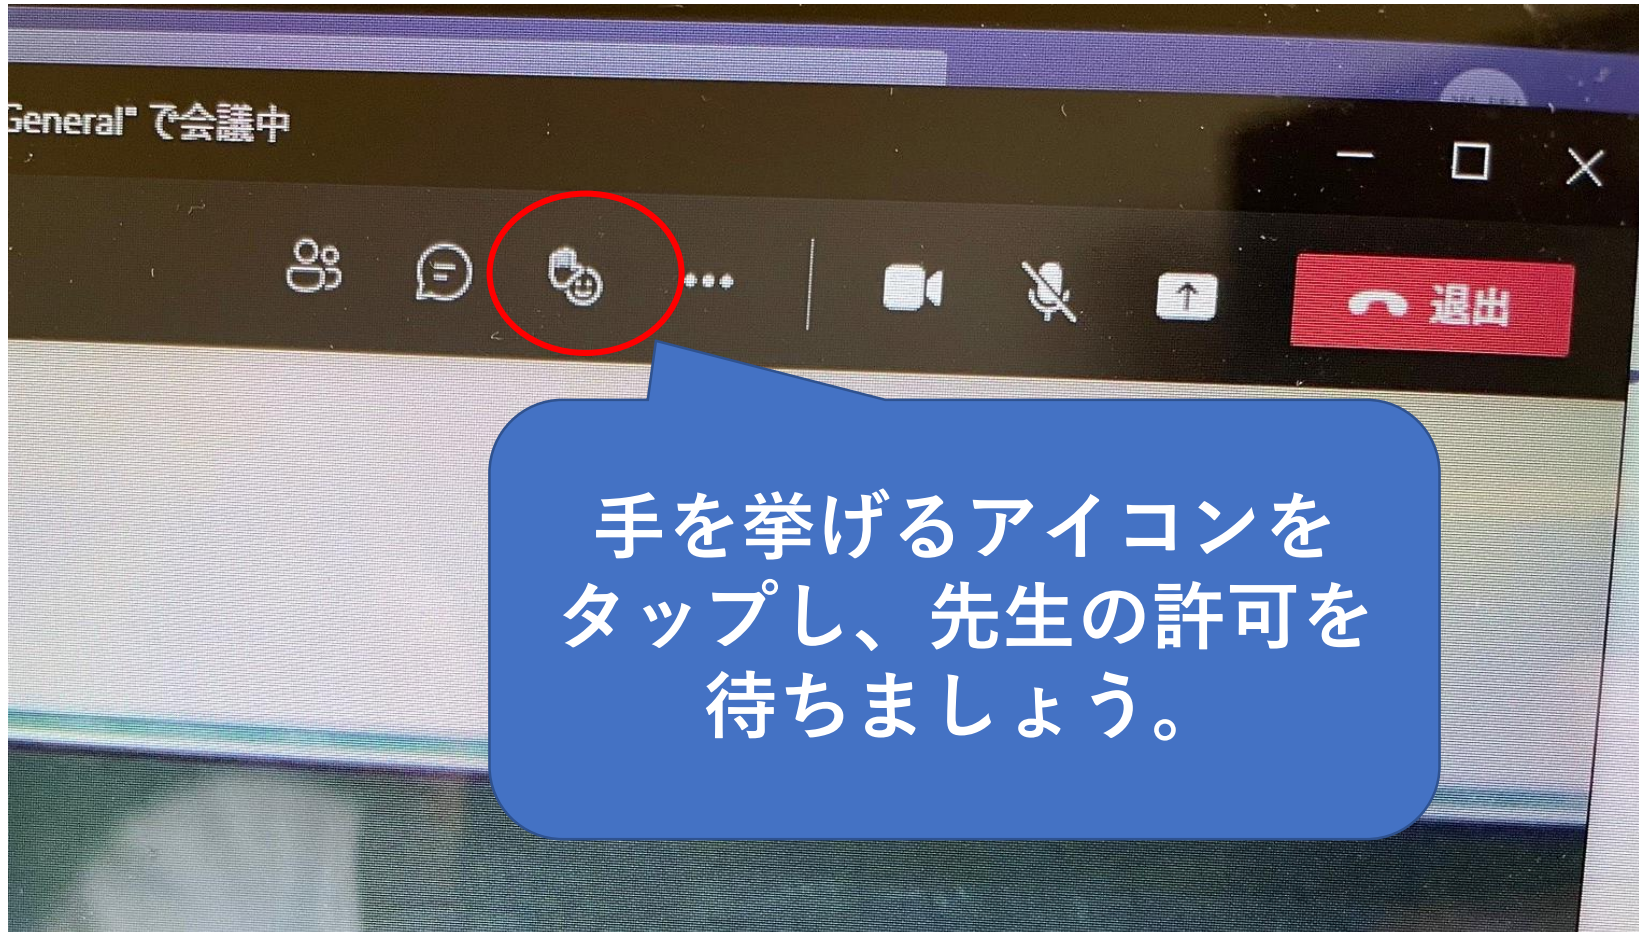 General" で会議中
退出
手を挙げるアイコンを
タップし、先生の許可を
待ちましょう。